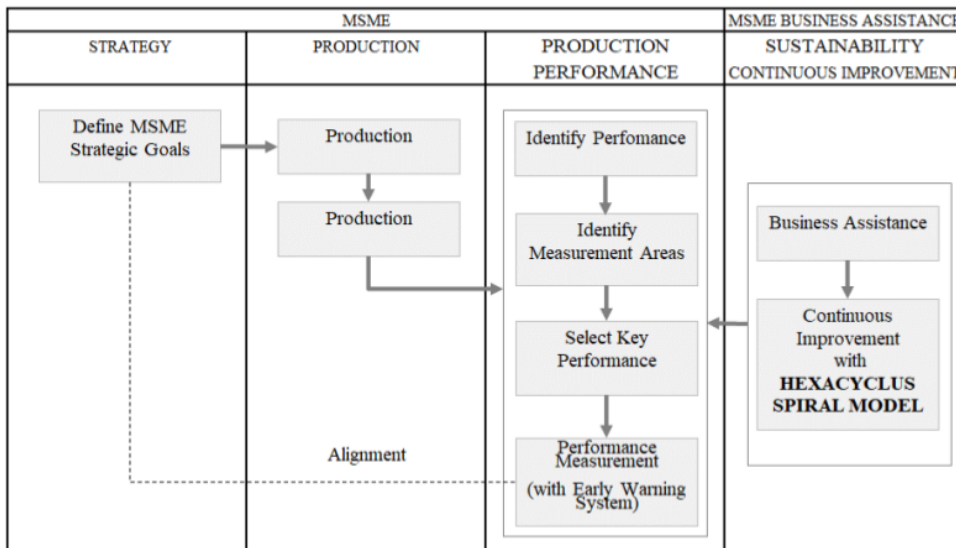 MSME
MSME BUSINESS ASSISTANCE
STRATEGY
PRODUCTION
PRODUCTION
PERFORMANCE
SUSTAINABILITY
CONTINUOUS IMPROVEMENT
Define MSME
Strategic Goals
Production
Production
Identify Perfomance
Identify
Measurement Areas
Select Key
Performance
Performance
Measurement
(with Early Warning
System)
Alignment
Business Assistance
Continuous
Improvement
with
HEXACYCLUS
SPIRAL MODEL